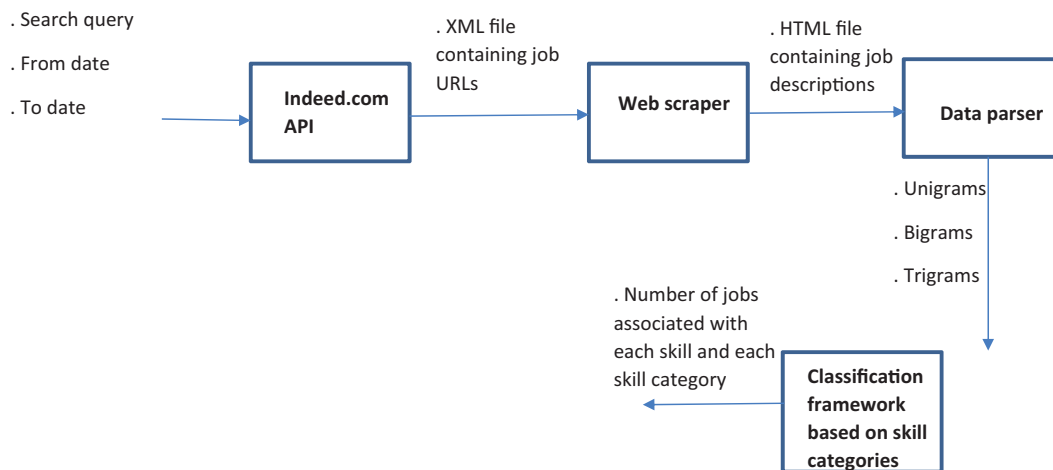 . Search query
. From date
. To date
Indeed.com
API
. XML file
containing job
URLs
Web scraper
. HTML file
containing job
descriptions
Data parser
. Unigrams
. Bigrams
. Trigrams
Classification
framework
based on skill
categories
. Number of jobs
associated with
each skill and each
skill category